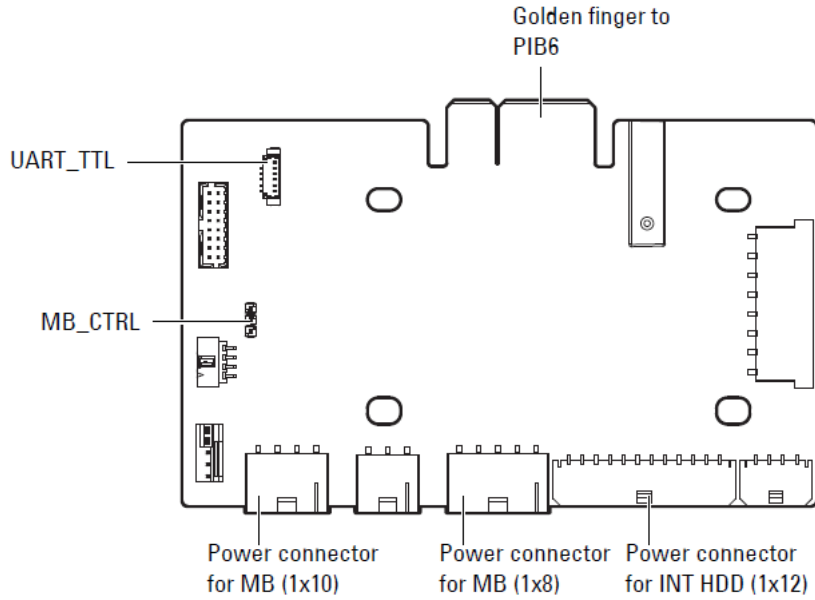 Golden finger to
PIB6
UART_TTL
MB_CTRL
Power connector
for MB (1x10)
Power connector
for MB (1x8)
Power connector
for INT HDD (1x12)